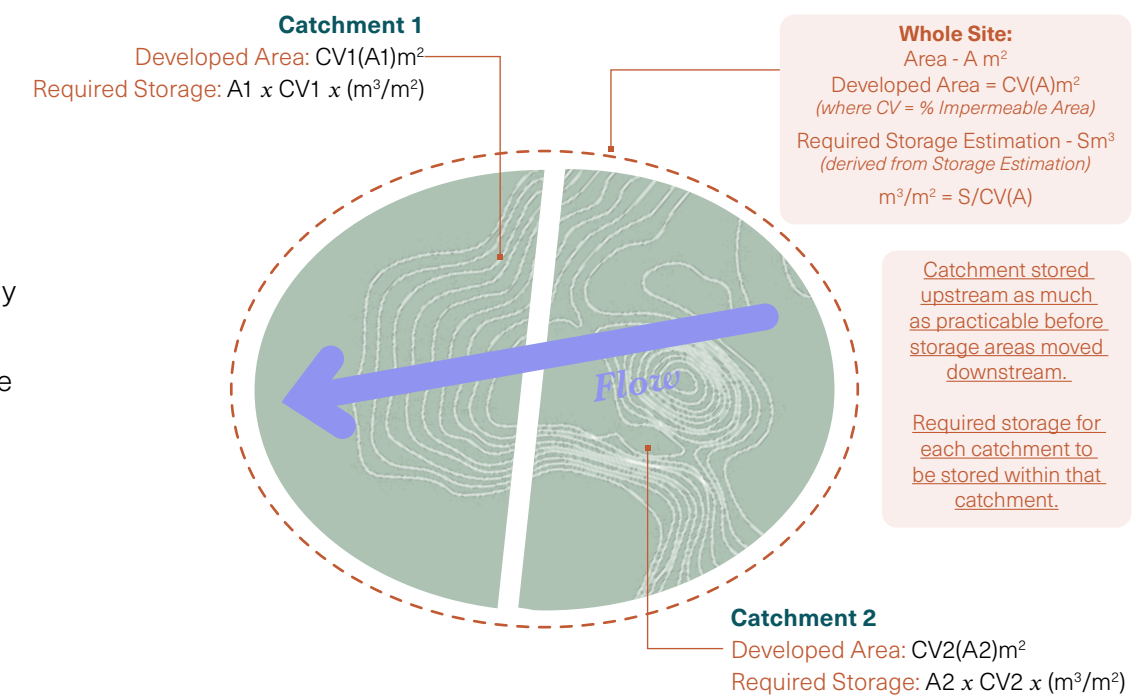 Catchment 1
Developed Area: CV1(A1)m²
Required Storage: A1 x CV1 x (m³/m²)
Whole Site:
Area - A m²
Developed Area = CV(A)m²
(where CV = % Impermeable Area)
Required Storage Estimation - Sm³
(derived from Storage Estimation)
m³/m² = S/CV(A)
y
e
Flow
Catchment stored
upstream as much
as practicable before
storage areas moved
downstream.
Required storage for
each catchment to
be stored within that
catchment.
Catchment 2
Developed Area: CV2(A2)m²
Required Storage: A2 x CV2 x (m³/m²)